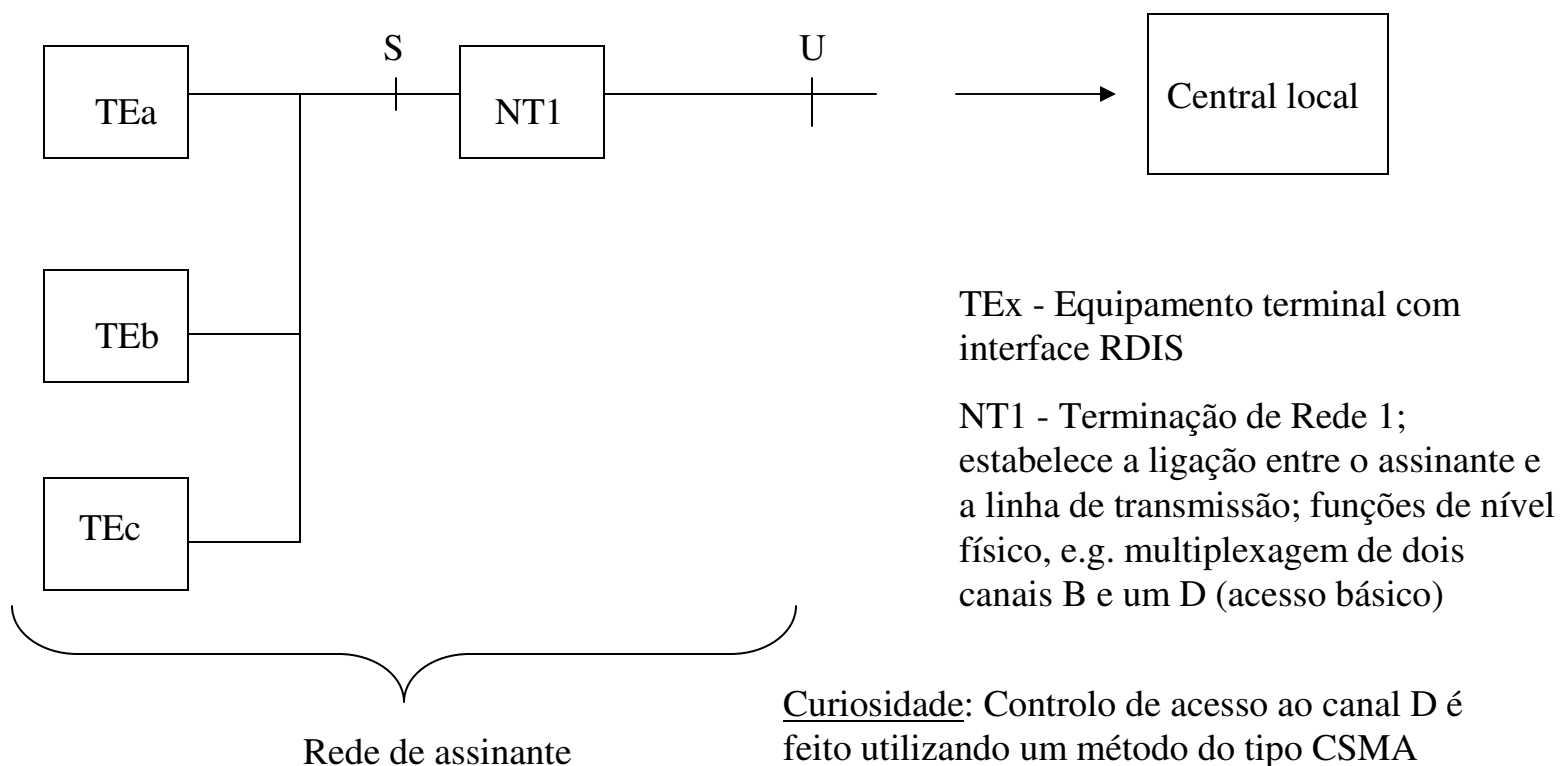 S
U
TEa
NT1
Central local
TEb
TEc
TEx - Equipamento terminal com
interface RDIS
NT1 - Terminação de Rede 1;
estabelece a ligação entre o assinante e
a linha de transmissão; funções de nível
físico, e.g. multiplexagem de dois
canais B e um D (acesso básico)
Rede de assinante
Curiosidade: Controlo de acesso ao canal D é
feito utilizando um método do tipo CSMA